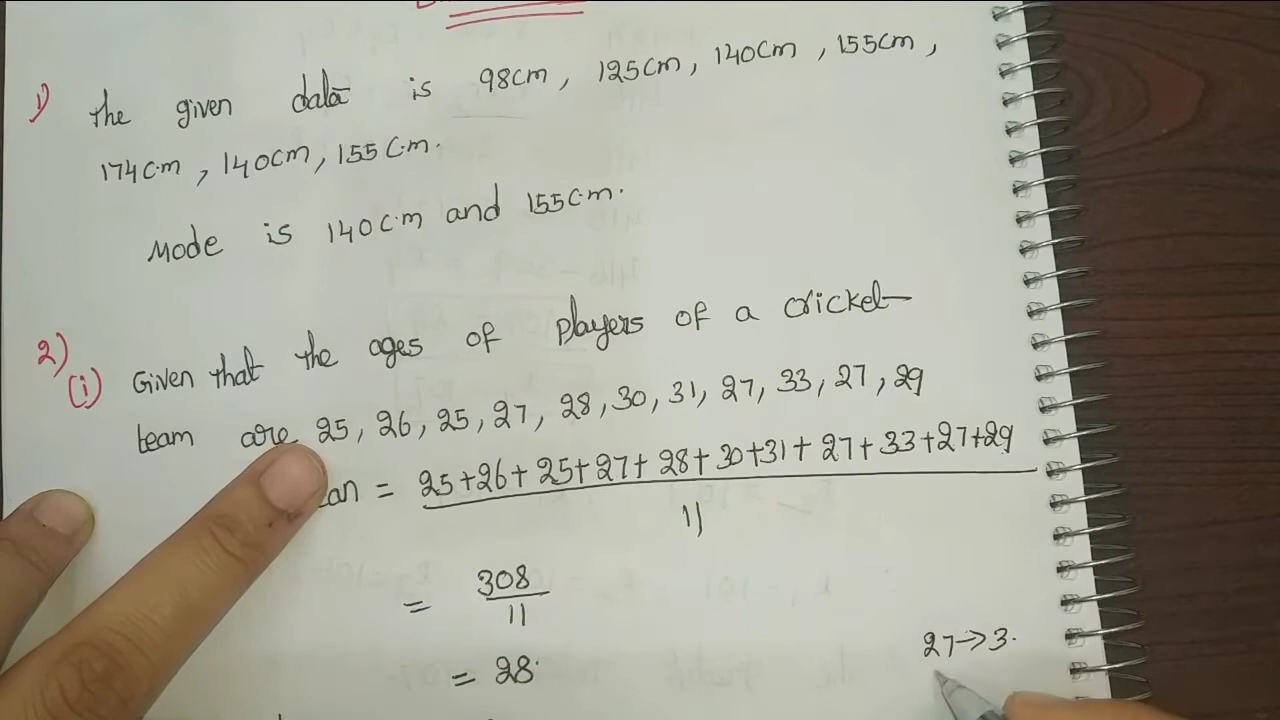 1) The given data is 98cm, 125cm, 140cm, 155cm,
174cm, 140cm, 155cm.
Mode is 140cm and 155cm.
2) (i) Given that the ages of players of a cricket
team are 25, 26, 25, 27, 28, 30, 31, 27, 33, 27, 29
an = 25+26+25+27+28+30+31+27+33+27+29
11
= 308
11
= 28.
27→3.